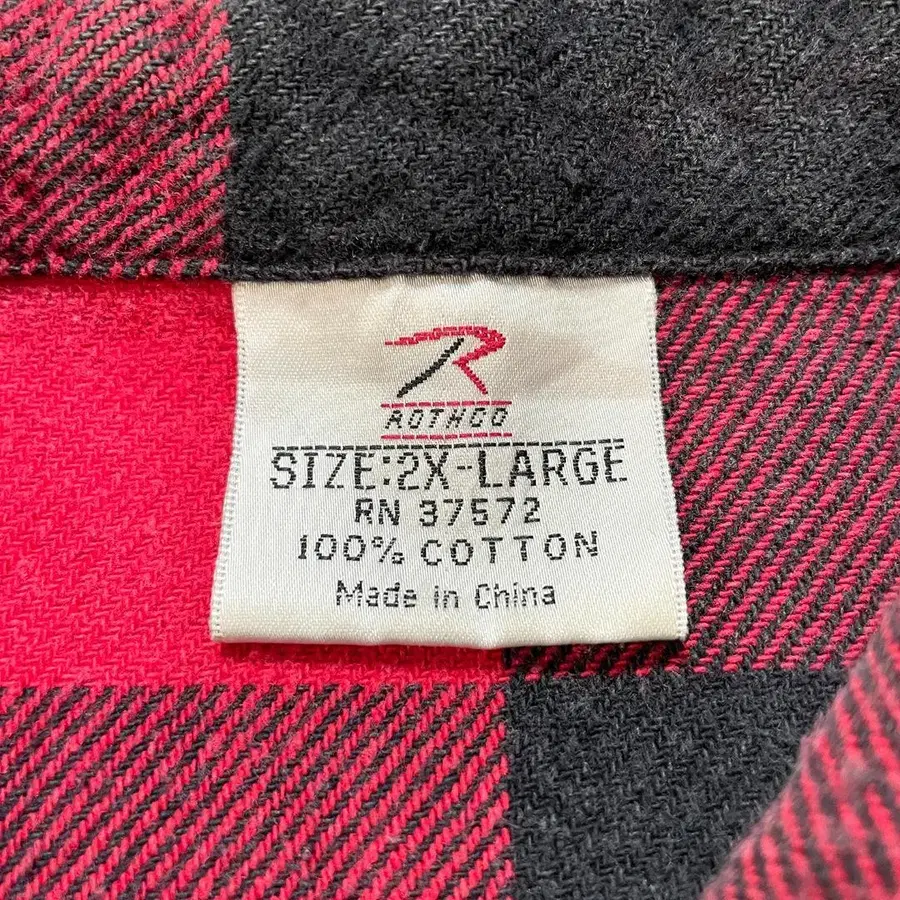 ROTHCO
SIZE:2X-LARGE
RN 37572
100% COTTON
Made in China